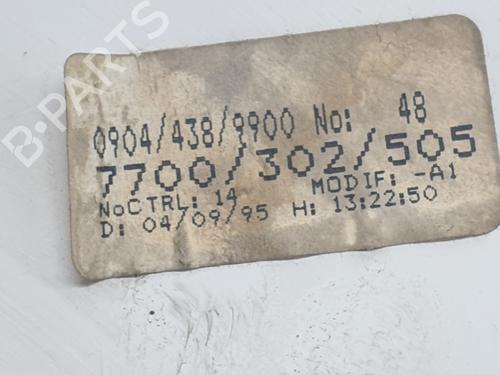 B-PARTS
0904/438/9900 No: 48
7700/302/505
NoCTRL: 14 MODIF: -A1
D: 04/09/95 H: 13:22:50